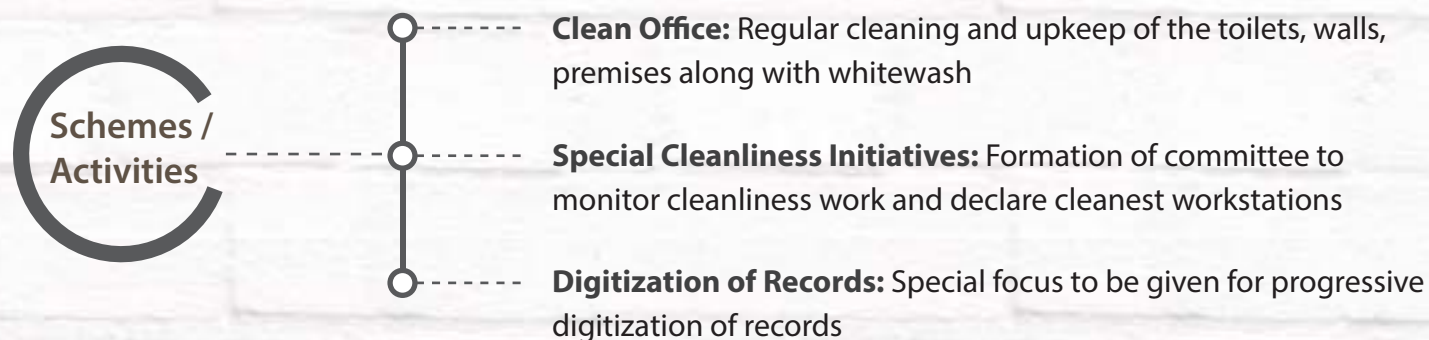 Schemes /
Activities
Clean Office: Regular cleaning and upkeep of the toilets, walls,
premises along with whitewash
Special Cleanliness Initiatives: Formation of committee to
monitor cleanliness work and declare cleanest workstations
Digitization of Records: Special focus to be given for progressive
digitization of records